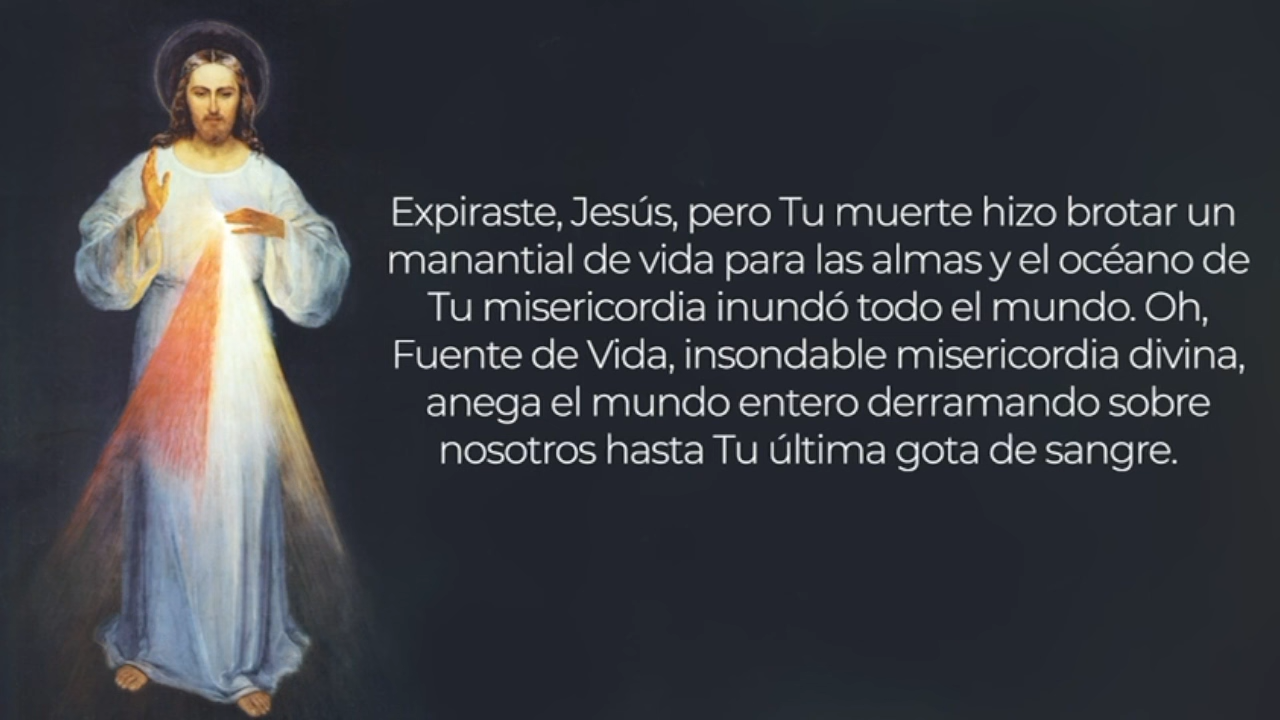 Expiraste, Jesús, pero Tu muerte hizo brotar un
manantial de vida para las almas y el océano de
Tu misericordia inundó todo el mundo. Oh,
Fuente de Vida, insondable misericordia divina,
anega el mundo entero derramando sobre
nosotros hasta Tu última gota de sangre.